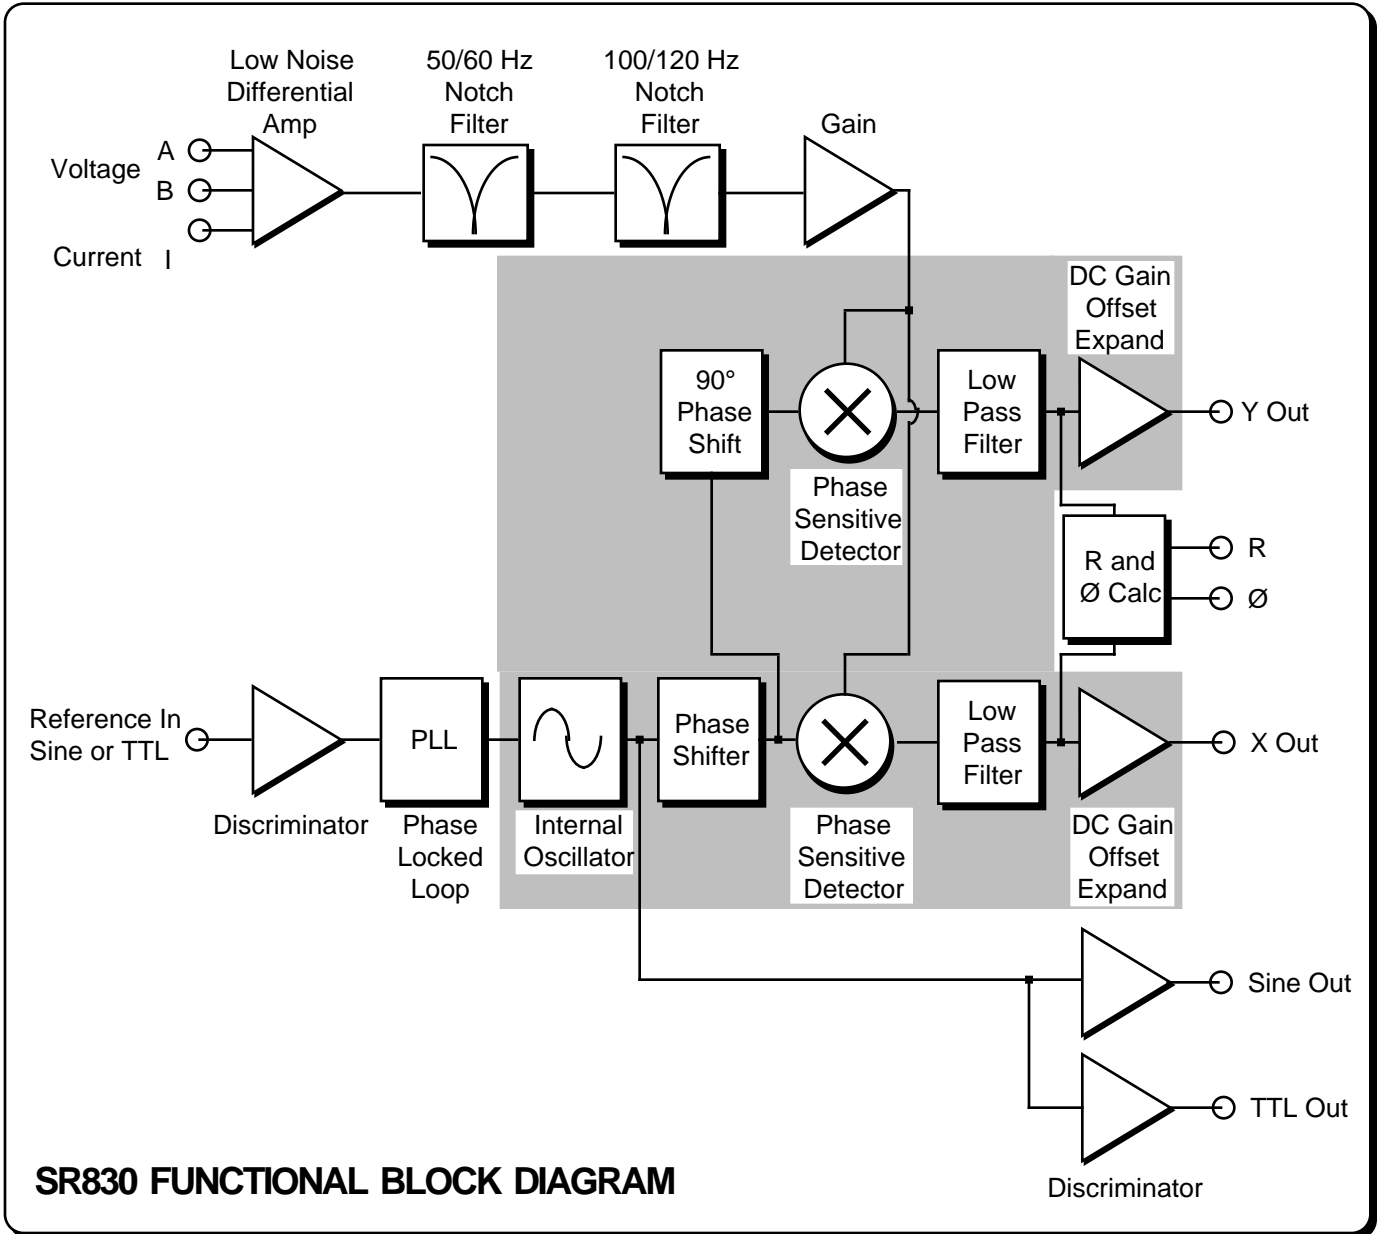 Low Noise
Differential
Amp
50/60 Hz
Notch
Filter
100/120 Hz
Notch
Filter
Gain
Voltage
A
B
Current
I
DC Gain
Offset
Expand
90°
Phase
Shift
Low
Pass
Filter
Y Out
Phase
Sensitive
Detector
R and
Ø Calc
R
Ø
Reference In
Sine or TTL
PLL
Phase
Shifter
Low
Pass
Filter
X Out
Discriminator
Phase
Locked
Loop
Internal
Oscillator
Phase
Sensitive
Detector
DC Gain
Offset
Expand
Sine Out
TTL Out
Discriminator
SR830 FUNCTIONAL BLOCK DIAGRAM